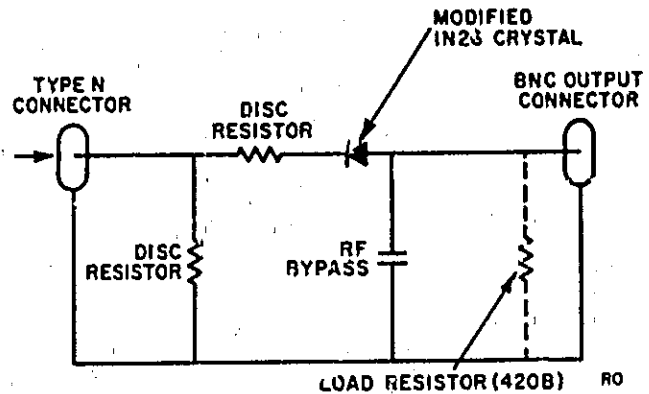 MODIFIED
IN23 CRYSTAL
TYPE N
CONNECTOR
DISC
RESISTOR
BNC OUTPUT
CONNECTOR
DISC
RESISTOR
RF
BYPASS
LOAD RESISTOR (420B)
RO